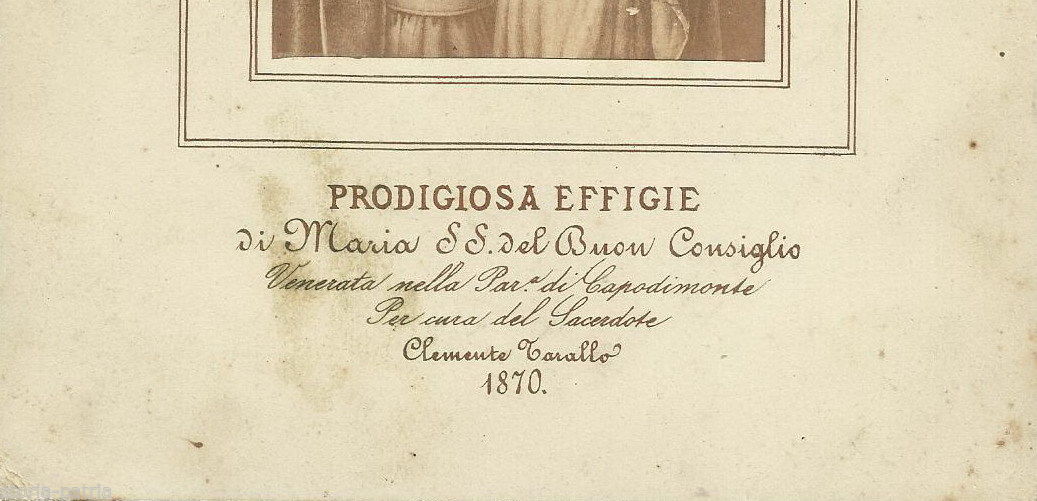 PRODIGIOSA EFFIGIE
di Maria SS. del Buon Consiglio
Venerata nella Par.ª di Capodimonte
Per cura del Sacerdote
Clemente Tarallo
1870.